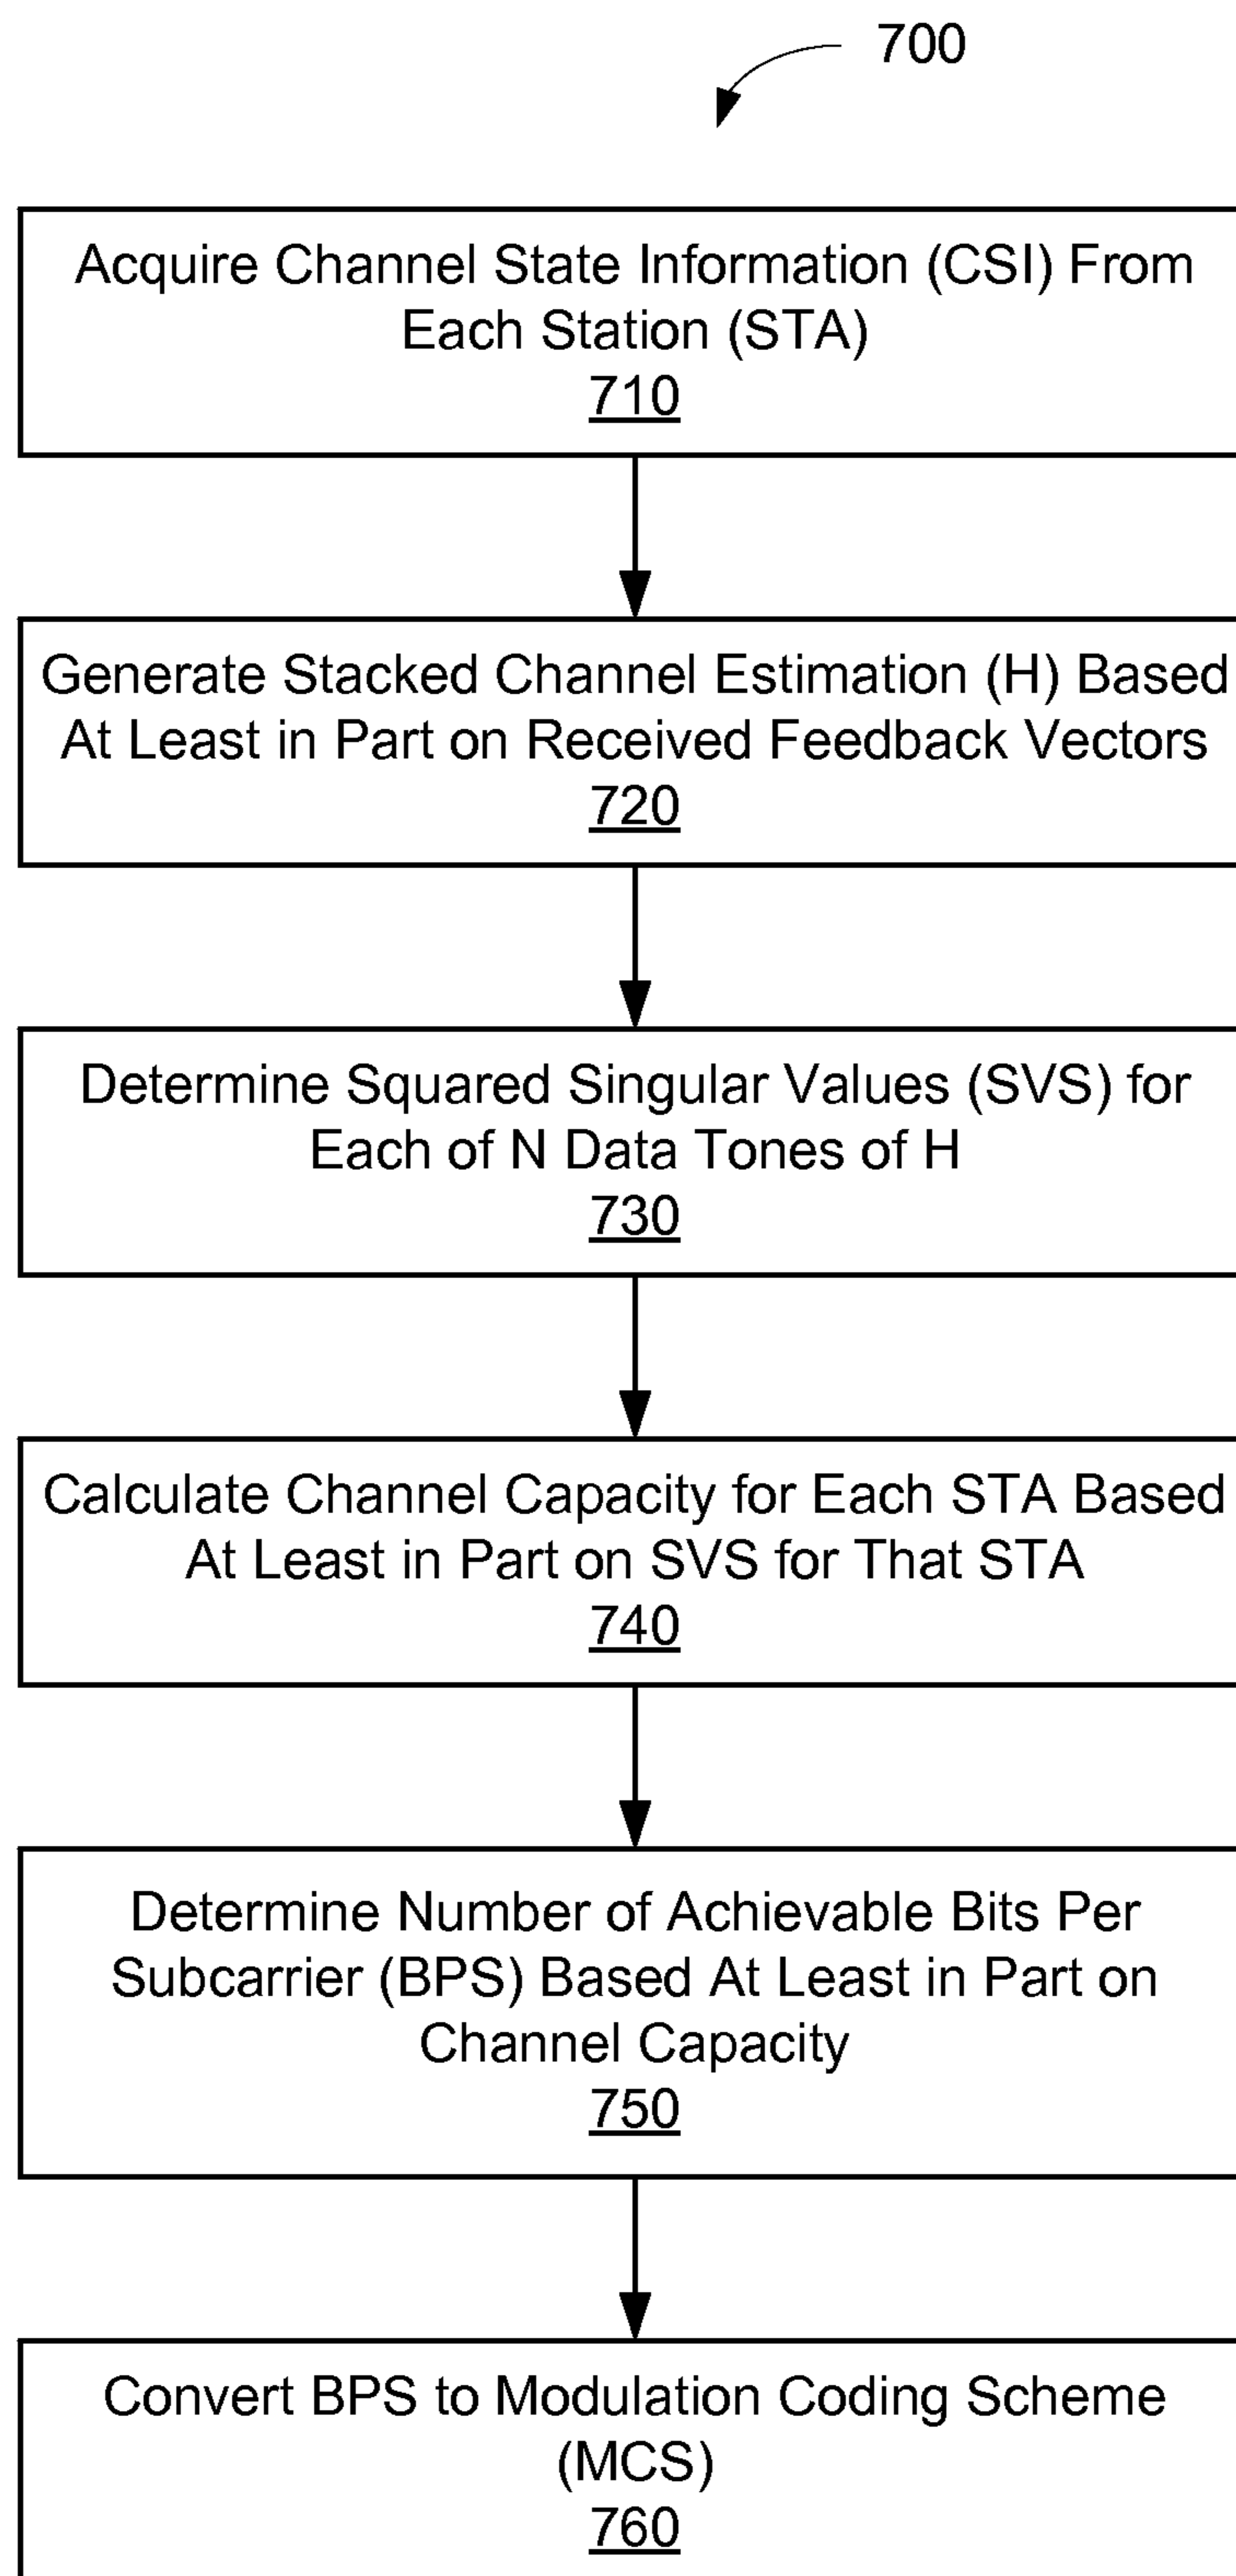 700
Acquire Channel State Information (CSI) From
Each Station (STA)
710
Generate Stacked Channel Estimation (H) Based
At Least in Part on Received Feedback Vectors
720
Determine Squared Singular Values (SVS) for
Each of N Data Tones of H
730
Calculate Channel Capacity for Each STA Based
At Least in Part on SVS for That STA
740
Determine Number of Achievable Bits Per
Subcarrier (BPS) Based At Least in Part on
Channel Capacity
750
Convert BPS to Modulation Coding Scheme
(MCS)
760